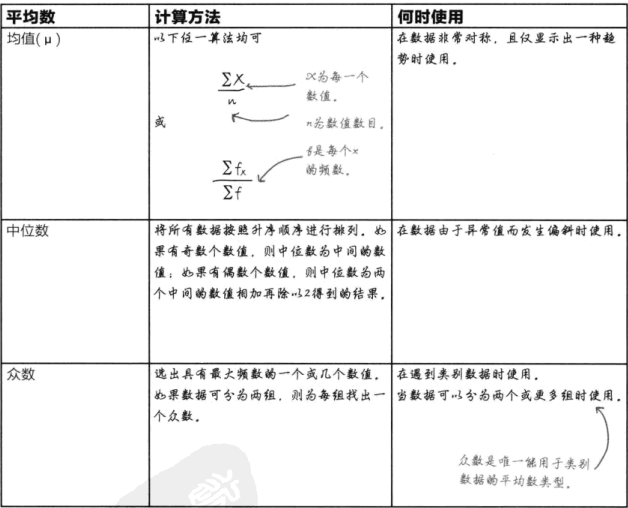 平均数 计算方法 何时使用
均值(μ)
以下任一算法均可
∑X
n
X为每一个
数值。
或
n为数值数目。
∑fx
∑f
f是每个x
的频数。
在数据非常对称，且仅显示出一种趋
势时使用。
中位数
将所有数据按照升序顺序进行排列。如
果有奇数个数值，则中位数为中间的数
值；如果有偶数个数值，则中位数为两
个中间的数值相加再除以2得到的结果。
在数据由于异常值而发生偏斜时使用。
众数
选出具有最大频数的一个或几个数值。
如果数据可分为两组，则为每组找出一
个众数。
在遇到类别数据时使用。
当数据可以分为两个或更多组时使用。
众数是唯一能用于类别
数据的平均数类型。